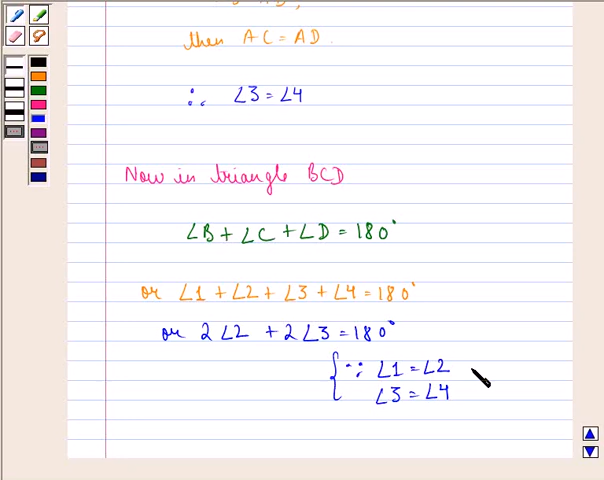 then AC = AD.
∴ ∠3 = ∠4
Now in triangle BCD
∠B + ∠C + ∠D = 180°
or ∠1 + ∠2 + ∠3 + ∠4 = 180°
or 2∠2 + 2∠3 = 180°
{∵ ∠1 = ∠2
∠3 = ∠4